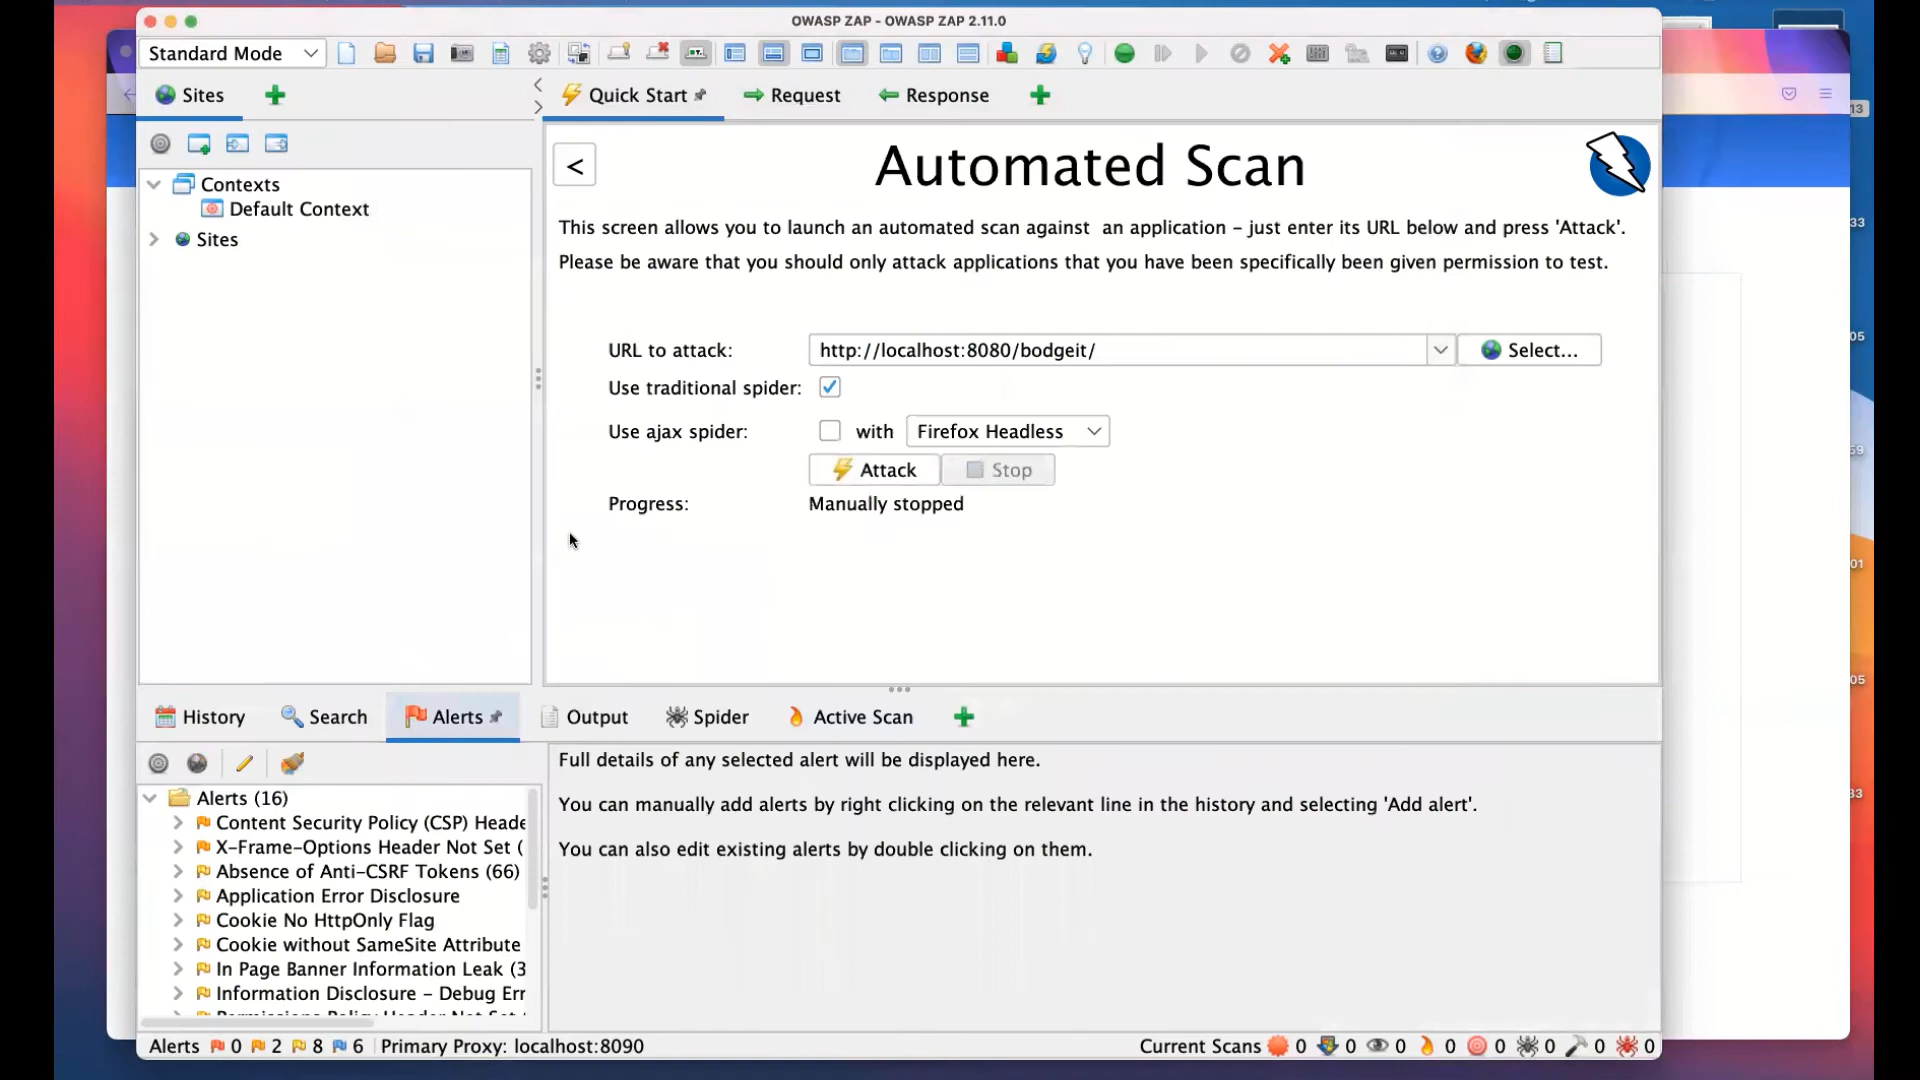 OWASP ZAP - OWASP ZAP 2.11.0
Standard Mode
Sites
Quick Start
Request
Response
<
Automated Scan
Contexts
Default Context
Sites
This screen allows you to launch an automated scan against  an application - just enter its URL below and press 'Attack'.
Please be aware that you should only attack applications that you have been specifically been given permission to test.
URL to attack:
http://localhost:8080/bodgeit/
Select...
Use traditional spider:
Use ajax spider:
with
Firefox Headless
Attack
Stop
Progress:
Manually stopped
History
Search
Alerts
Output
Spider
Active Scan
Alerts (16)
Content Security Policy (CSP) Heade
X-Frame-Options Header Not Set (
Absence of Anti-CSRF Tokens (66)
Application Error Disclosure
Cookie No HttpOnly Flag
Cookie without SameSite Attribute
In Page Banner Information Leak (3
Information Disclosure - Debug Err
Full details of any selected alert will be displayed here.
You can manually add alerts by right clicking on the relevant line in the history and selecting 'Add alert'.
You can also edit existing alerts by double clicking on them.
Alerts 0 2 8 6 Primary Proxy: localhost:8090
Current Scans 0 0 0 0 0 0 0 0
13
33
05
59
01
05
33